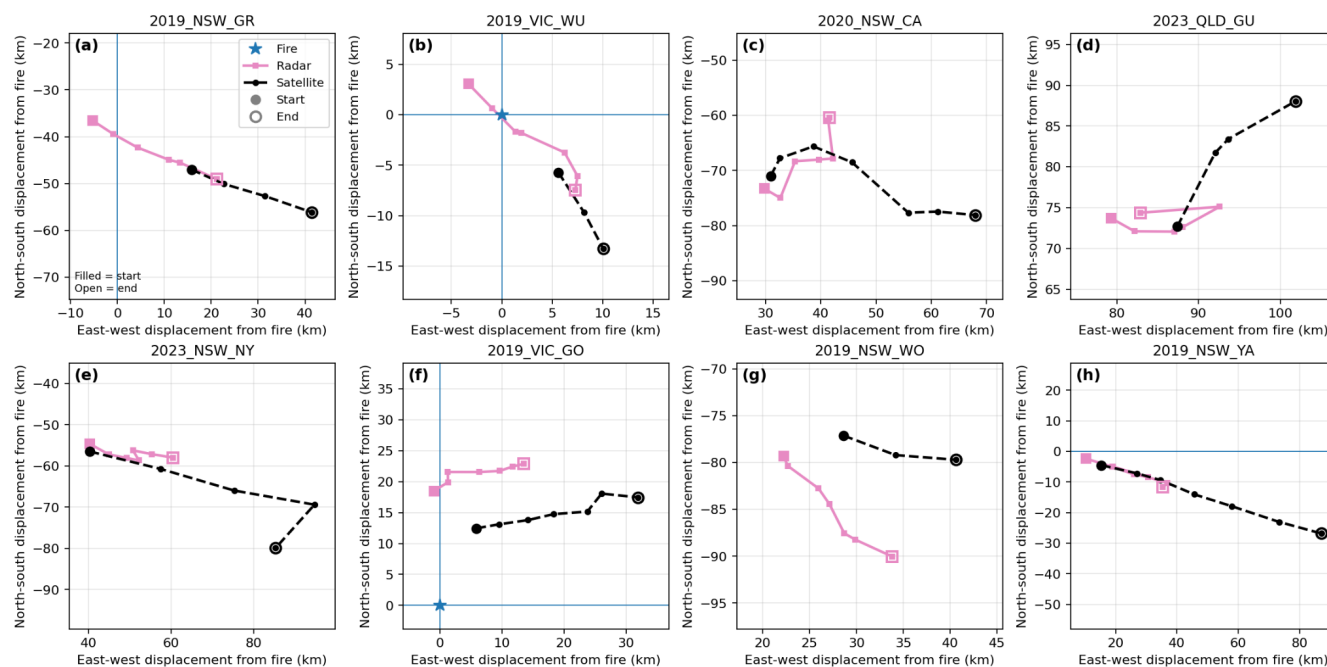 2019_NSW_GR
(a)
Fire
Radar
Satellite
Start
End
Filled = start
Open = end
−20
−30
−40
−50
−60
−70
−10 0 10 20 30 40
North-south displacement from fire (km)
East-west displacement from fire (km)
2019_VIC_WU
(b)
5
0
−5
−10
−15
−5 0 5 10 15
North-south displacement from fire (km)
East-west displacement from fire (km)
2020_NSW_CA
(c)
−50
−60
−70
−80
−90
30 40 50 60 70
North-south displacement from fire (km)
East-west displacement from fire (km)
2023_QLD_GU
(d)
95
90
85
80
75
70
65
80 90 100
North-south displacement from fire (km)
East-west displacement from fire (km)
2023_NSW_NY
(e)
−40
−50
−60
−70
−80
−90
40 60 80
North-south displacement from fire (km)
East-west displacement from fire (km)
2019_VIC_GO
(f)
35
30
25
20
15
10
5
0
0 10 20 30
North-south displacement from fire (km)
East-west displacement from fire (km)
2019_NSW_WO
(g)
−70
−75
−80
−85
−90
−95
20 25 30 35 40 45
North-south displacement from fire (km)
East-west displacement from fire (km)
2019_NSW_YA
(h)
20
10
0
−10
−20
−30
−40
−50
20 40 60 80
North-south displacement from fire (km)
East-west displacement from fire (km)